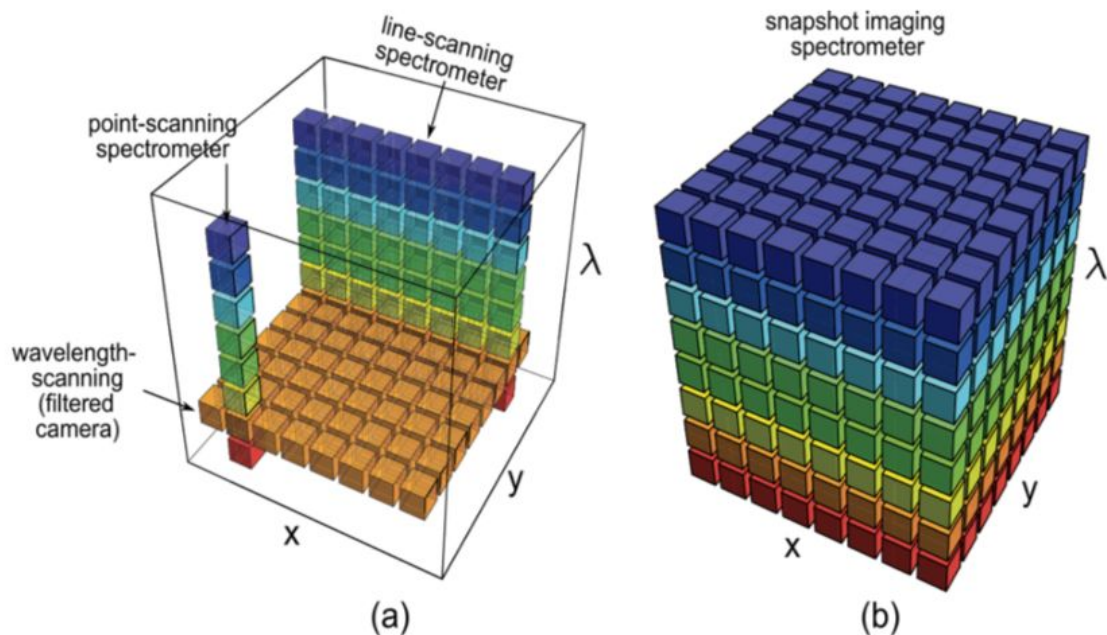 line-scanning
spectrometer
point-scanning
spectrometer
wavelength-
scanning
(filtered
camera)
λ
y
x
(a)
snapshot imaging
spectrometer
λ
y
x
(b)